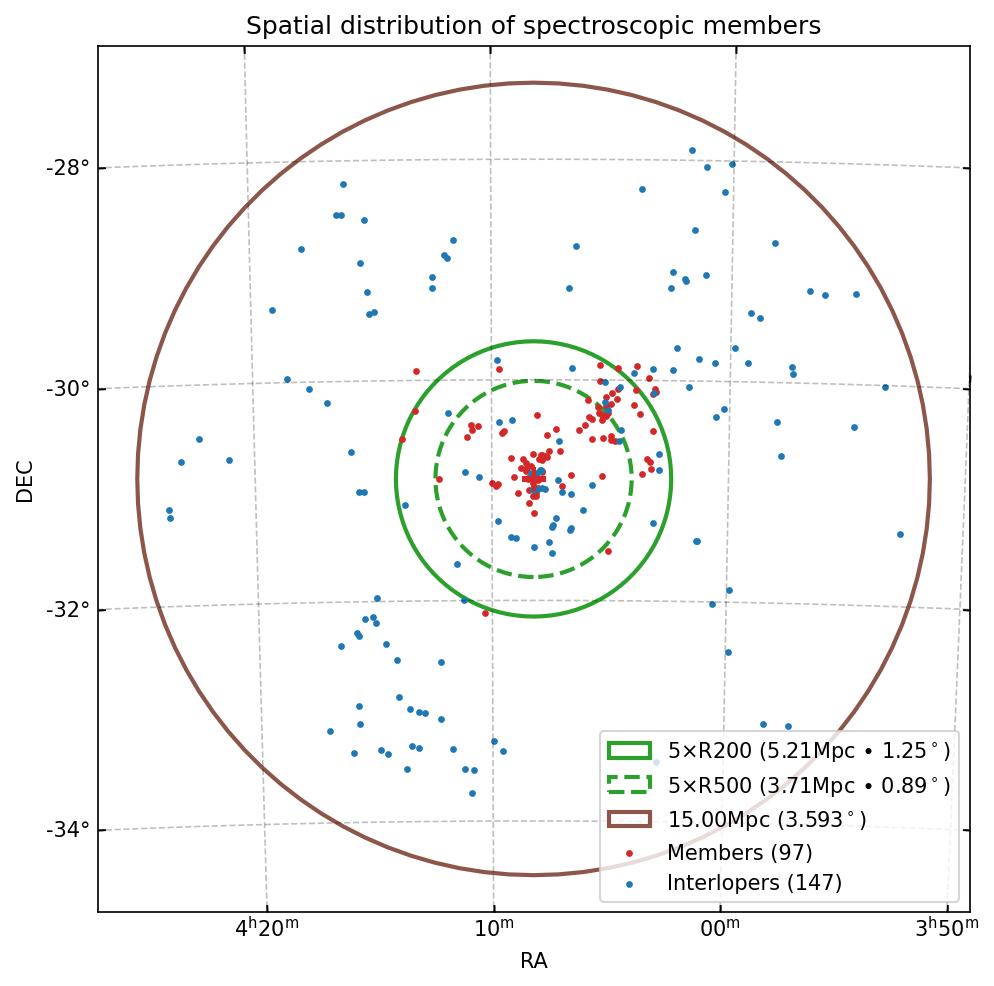 Spatial distribution of spectroscopic members
-28°
-30°
-32°
-34°
DEC
5×R200 (5.21Mpc • 1.25°)
5×R500 (3.71Mpc • 0.89°)
15.00Mpc (3.593°)
Members (97)
Interlopers (147)
4h20m 10m 00m 3h50m
RA